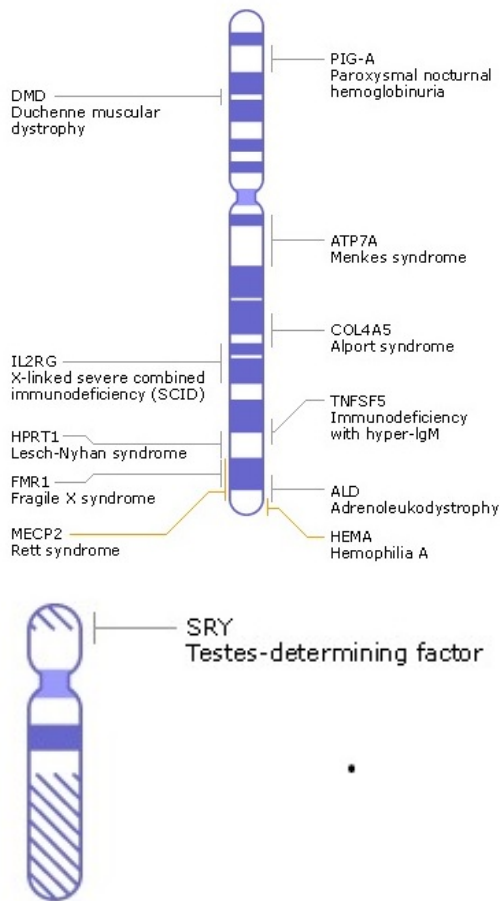 PIG-A
Paroxysmal nocturnal
hemoglobinuria
DMD
Duchenne muscular
dystrophy
ATP7A
Menkes syndrome
COL4A5
Alport syndrome
IL2RG
X-linked severe combined
immunodeficiency (SCID)
TNFSF5
Immunodeficiency
with hyper-IgM
HPRT1
Lesch-Nyhan syndrome
FMR1
Fragile X syndrome
ALD
Adrenoleukodystrophy
MECP2
Rett syndrome
HEMA
Hemophilia A
SRY
Testes-determining factor